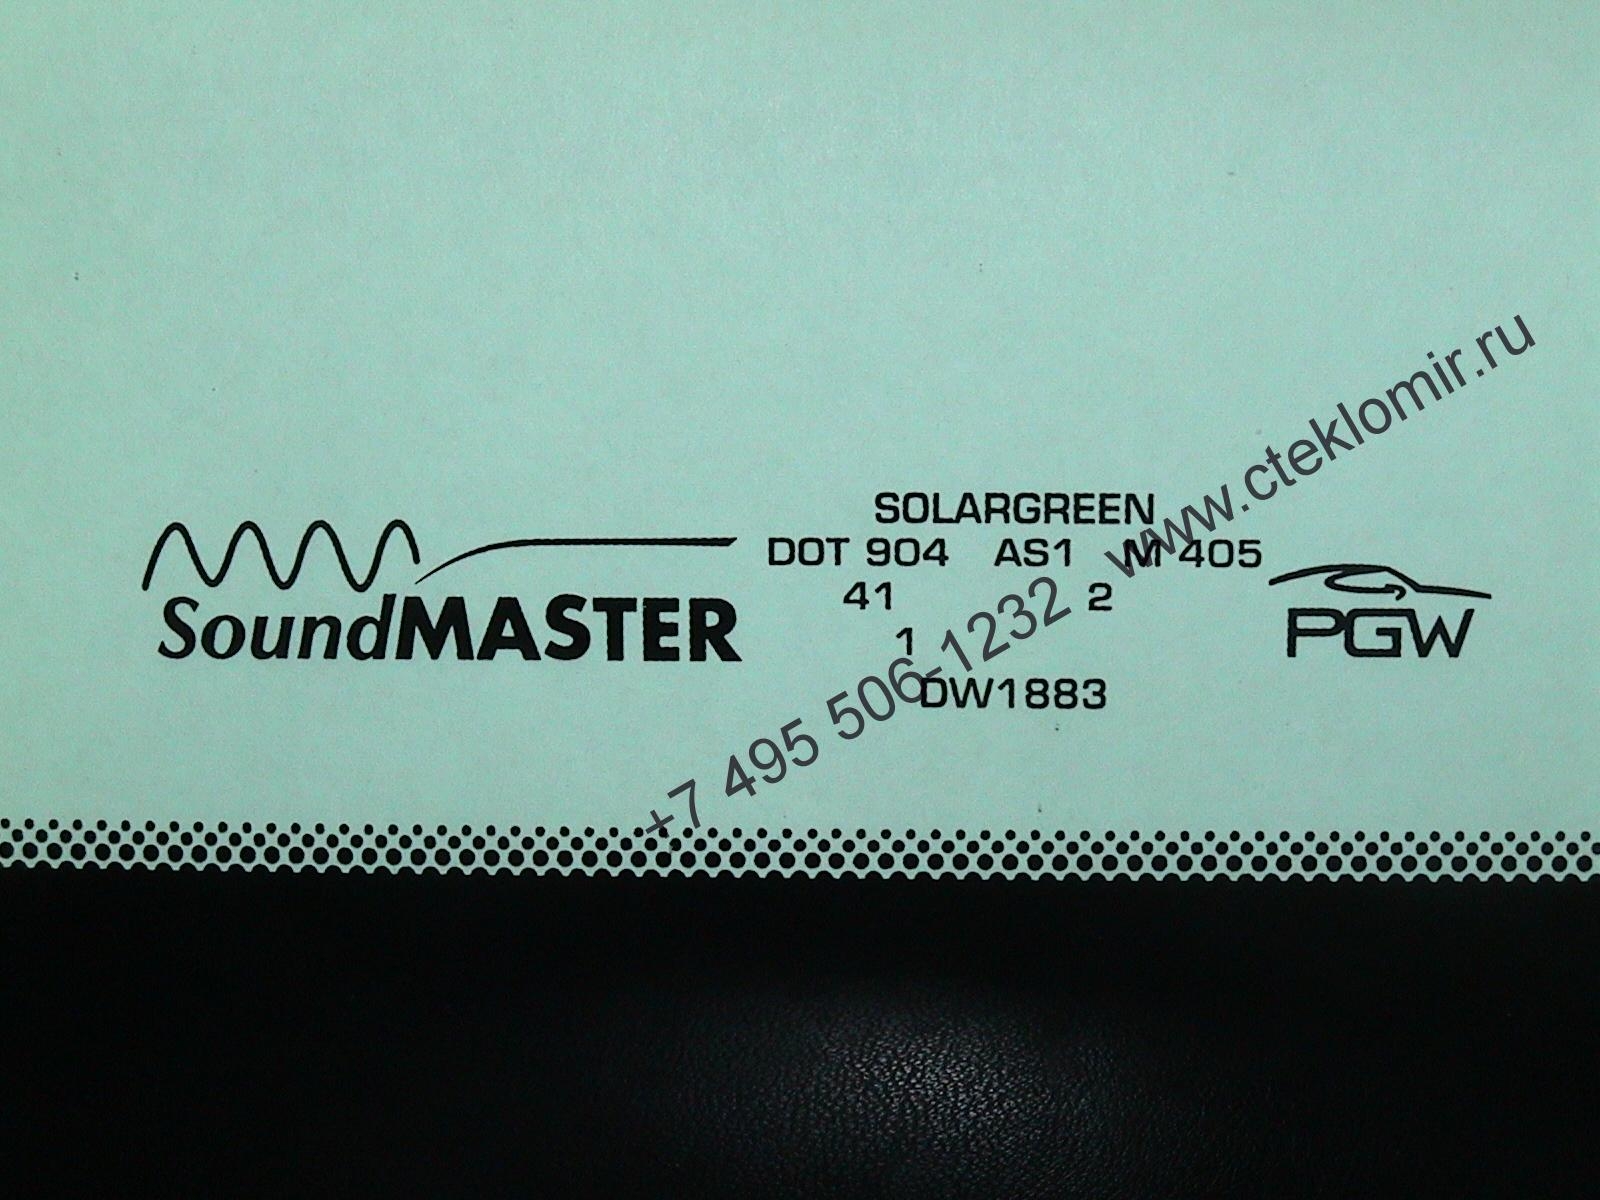 SoundMASTER
SOLARGREEN
DOT 904 AS1 M 405
41 2
1
DW1883
PGW
+7 495 506-1232 www.cteklomir.ru